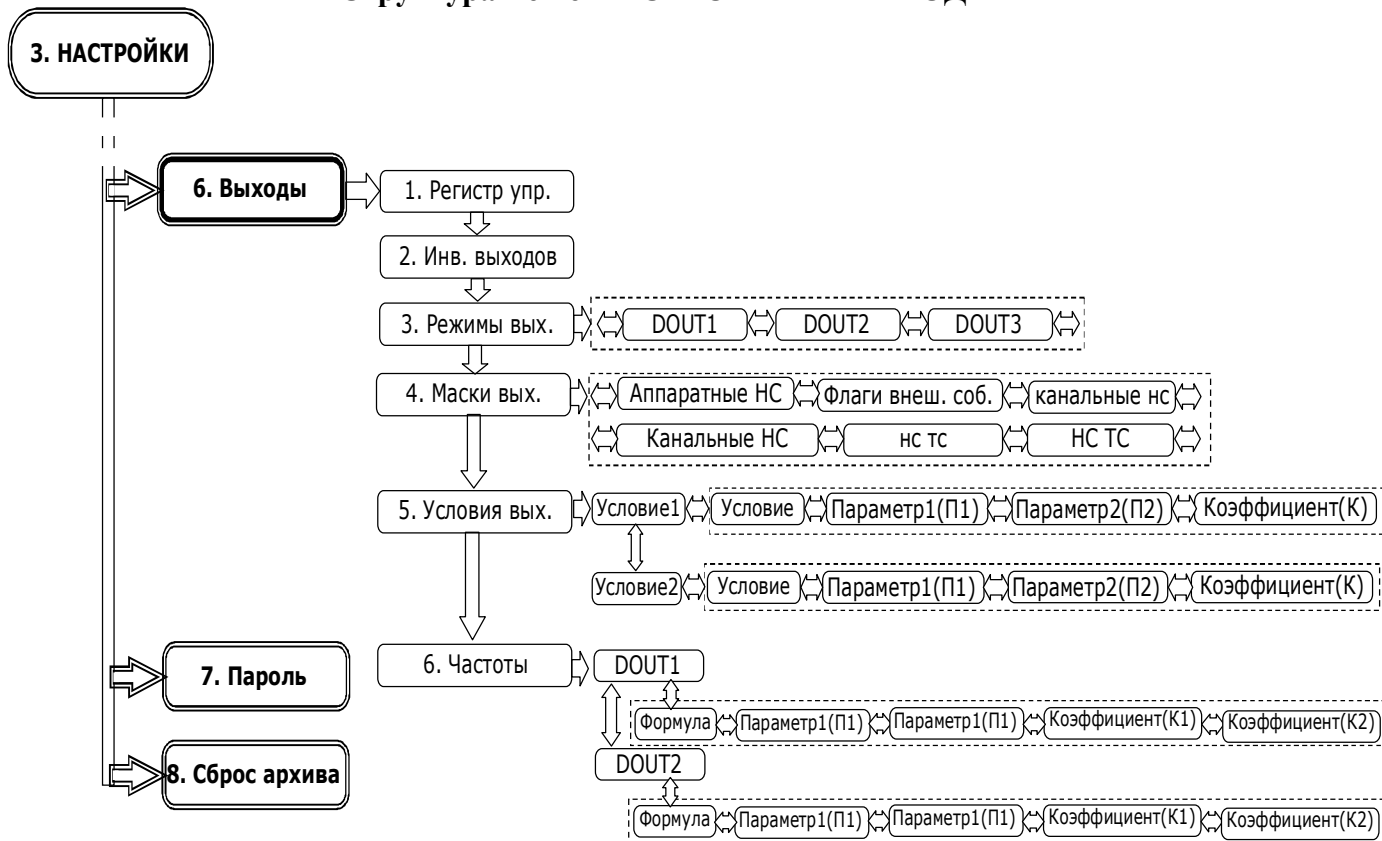 3. НАСТРОЙКИ
6. Выходы
1. Регистр упр.
2. Инв. выходов
3. Режимы вых.
DOUT1 DOUT2 DOUT3
4. Маски вых.
Аппаратные НС Флаги внеш. соб. канальные нс
Канальные НС нс тс НС ТС
5. Условия вых.
Условие1 Условие Параметр1(П1) Параметр2(П2) Коэффициент(К)
Условие2 Условие Параметр1(П1) Параметр2(П2) Коэффициент(К)
6. Частоты
DOUT1
Формула Параметр1(П1) Параметр1(П1) Коэффициент(К1) Коэффициент(К2)
DOUT2
Формула Параметр1(П1) Параметр1(П1) Коэффициент(К1) Коэффициент(К2)
7. Пароль
8. Сброс архива